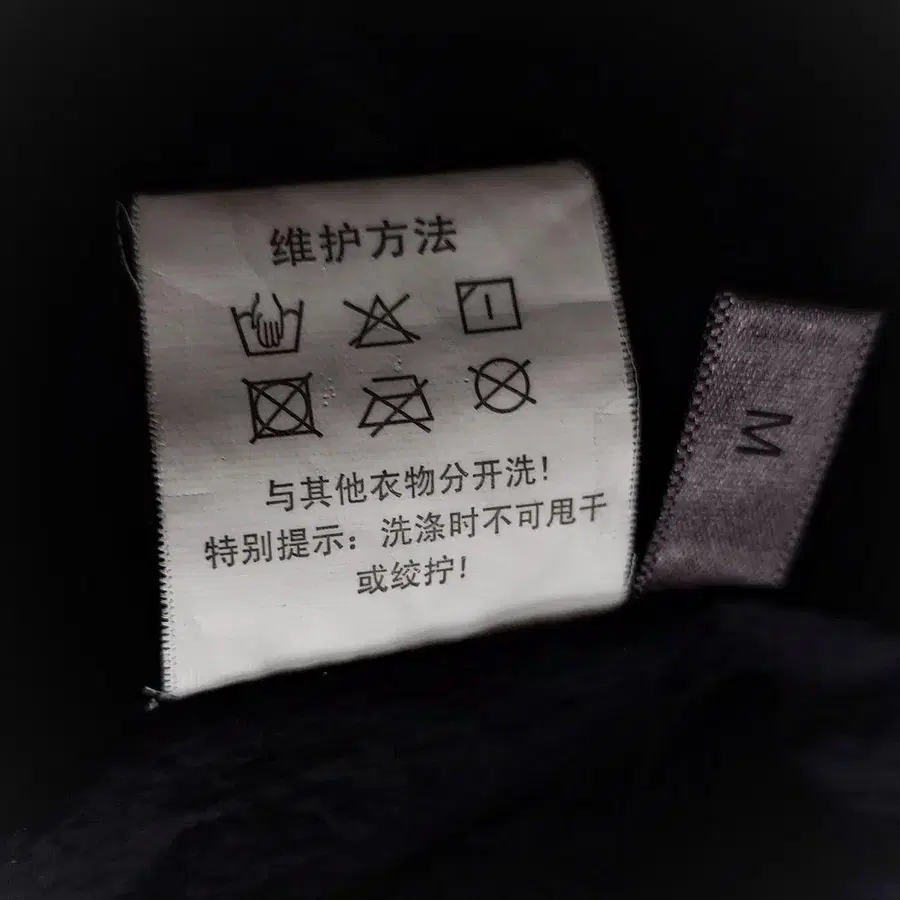 维护方法
与其他衣物分开洗!
特别提示：洗涤时不可甩干
或绞拧!
M